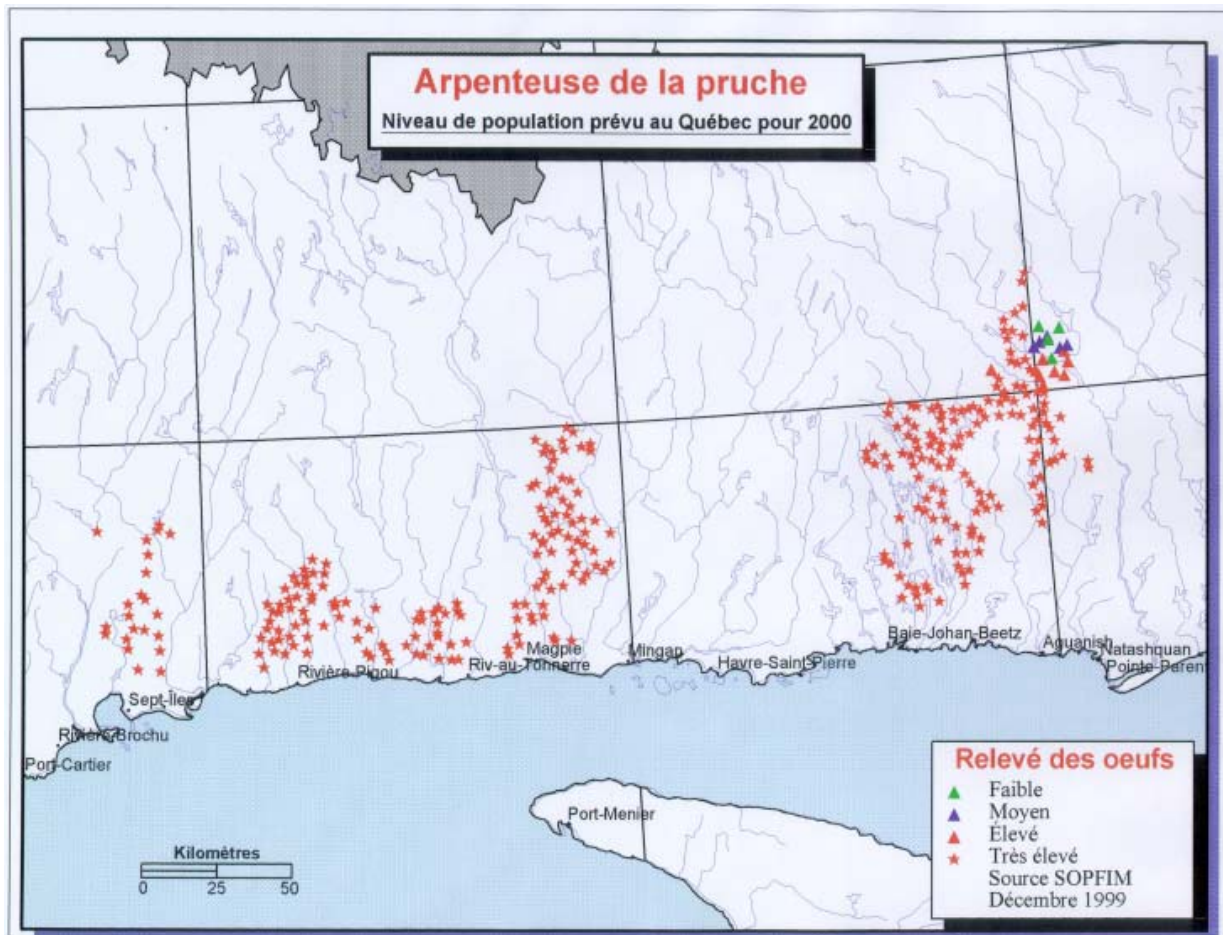 Arpenteuse de la pruche
Niveau de population prévu au Québec pour 2000
Baie-Johan-Beetz
Aguanish
Natashquan
Pointe-Parent
Magpie
Mingan
Havre-Saint-Pierre
Riv-au-Tonnerre
Rivière-Pigou
Sept-Îles
Rivière-Brochu
Port-Cartier
Port-Menier
Kilomètres
0 25 50
Relevé des oeufs
Faible
Moyen
Élevé
Très élevé
Source SOPFIM
Décembre 1999